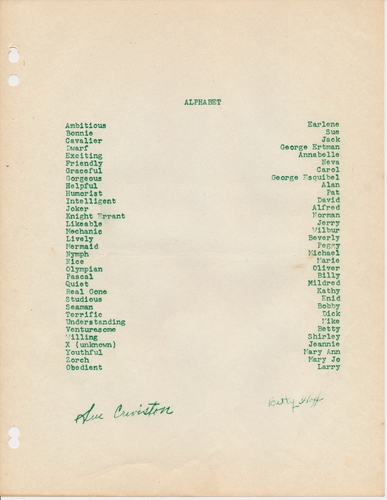 ALPHABET
Ambitious Earlene
Bonnie Sue
Cavalier Jack
Dwarf George Ertman
Exciting Annabelle
Friendly Neva
Graceful Carol
Gorgeous George Esquibel
Helpful Alan
Humorist Pat
Intelligent David
Joker Alfred
Knight Errant Norman
Likeable Jerry
Mechanic Wilbur
Lively Beverly
Mermaid Peggy
Nymph Michael
Nice Marie
Olympian Oliver
Pascal Billy
Quiet Mildred
Real Gone Kathy
Studious Enid
Seaman Bobby
Terrific Dick
Understanding Mike
Venturesome Betty
Willing Shirley
X (unknown) Jeannie
Youthful Mary Ann
Zorch Mary Jo
Obedient Larry
Sue Criviston
Betty